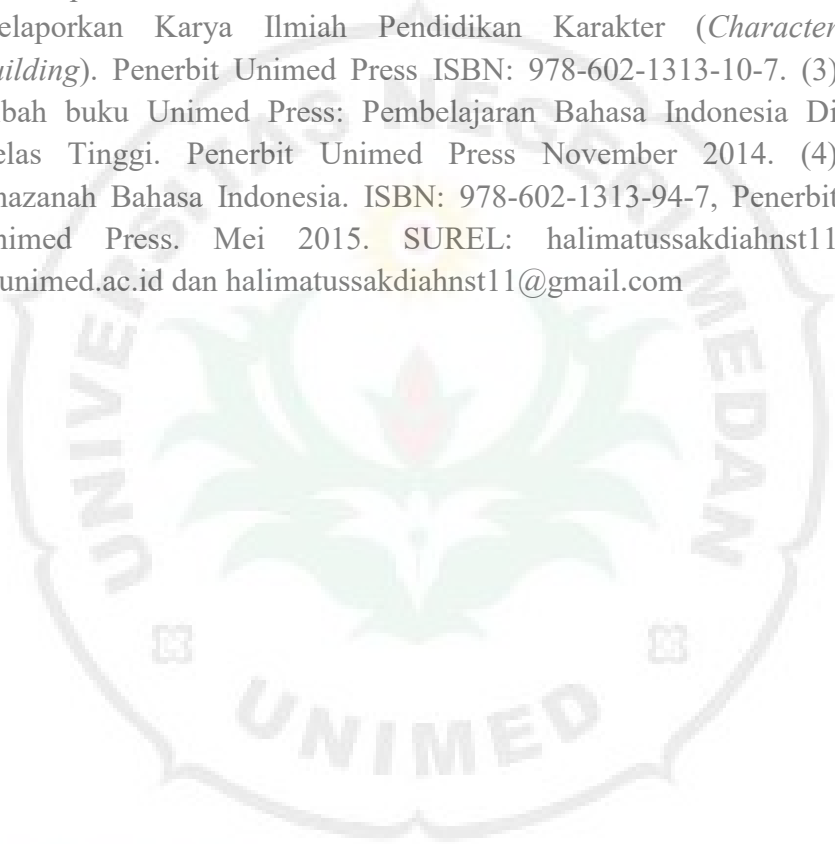 elaporkan Karya Ilmiah Pendidikan Karakter (Character
uilding). Penerbit Unimed Press ISBN: 978-602-1313-10-7. (3)
bah buku Unimed Press: Pembelajaran Bahasa Indonesia Di
elas Tinggi. Penerbit Unimed Press November 2014. (4)
hazanah Bahasa Indonesia. ISBN: 978-602-1313-94-7, Penerbit
nimed Press. Mei 2015. SUREL: halimatussakdiahnst11
unimed.ac.id dan halimatussakdiahnst11@gmail.com
UNIVERSITAS NEGERI MEDAN
UNIMED